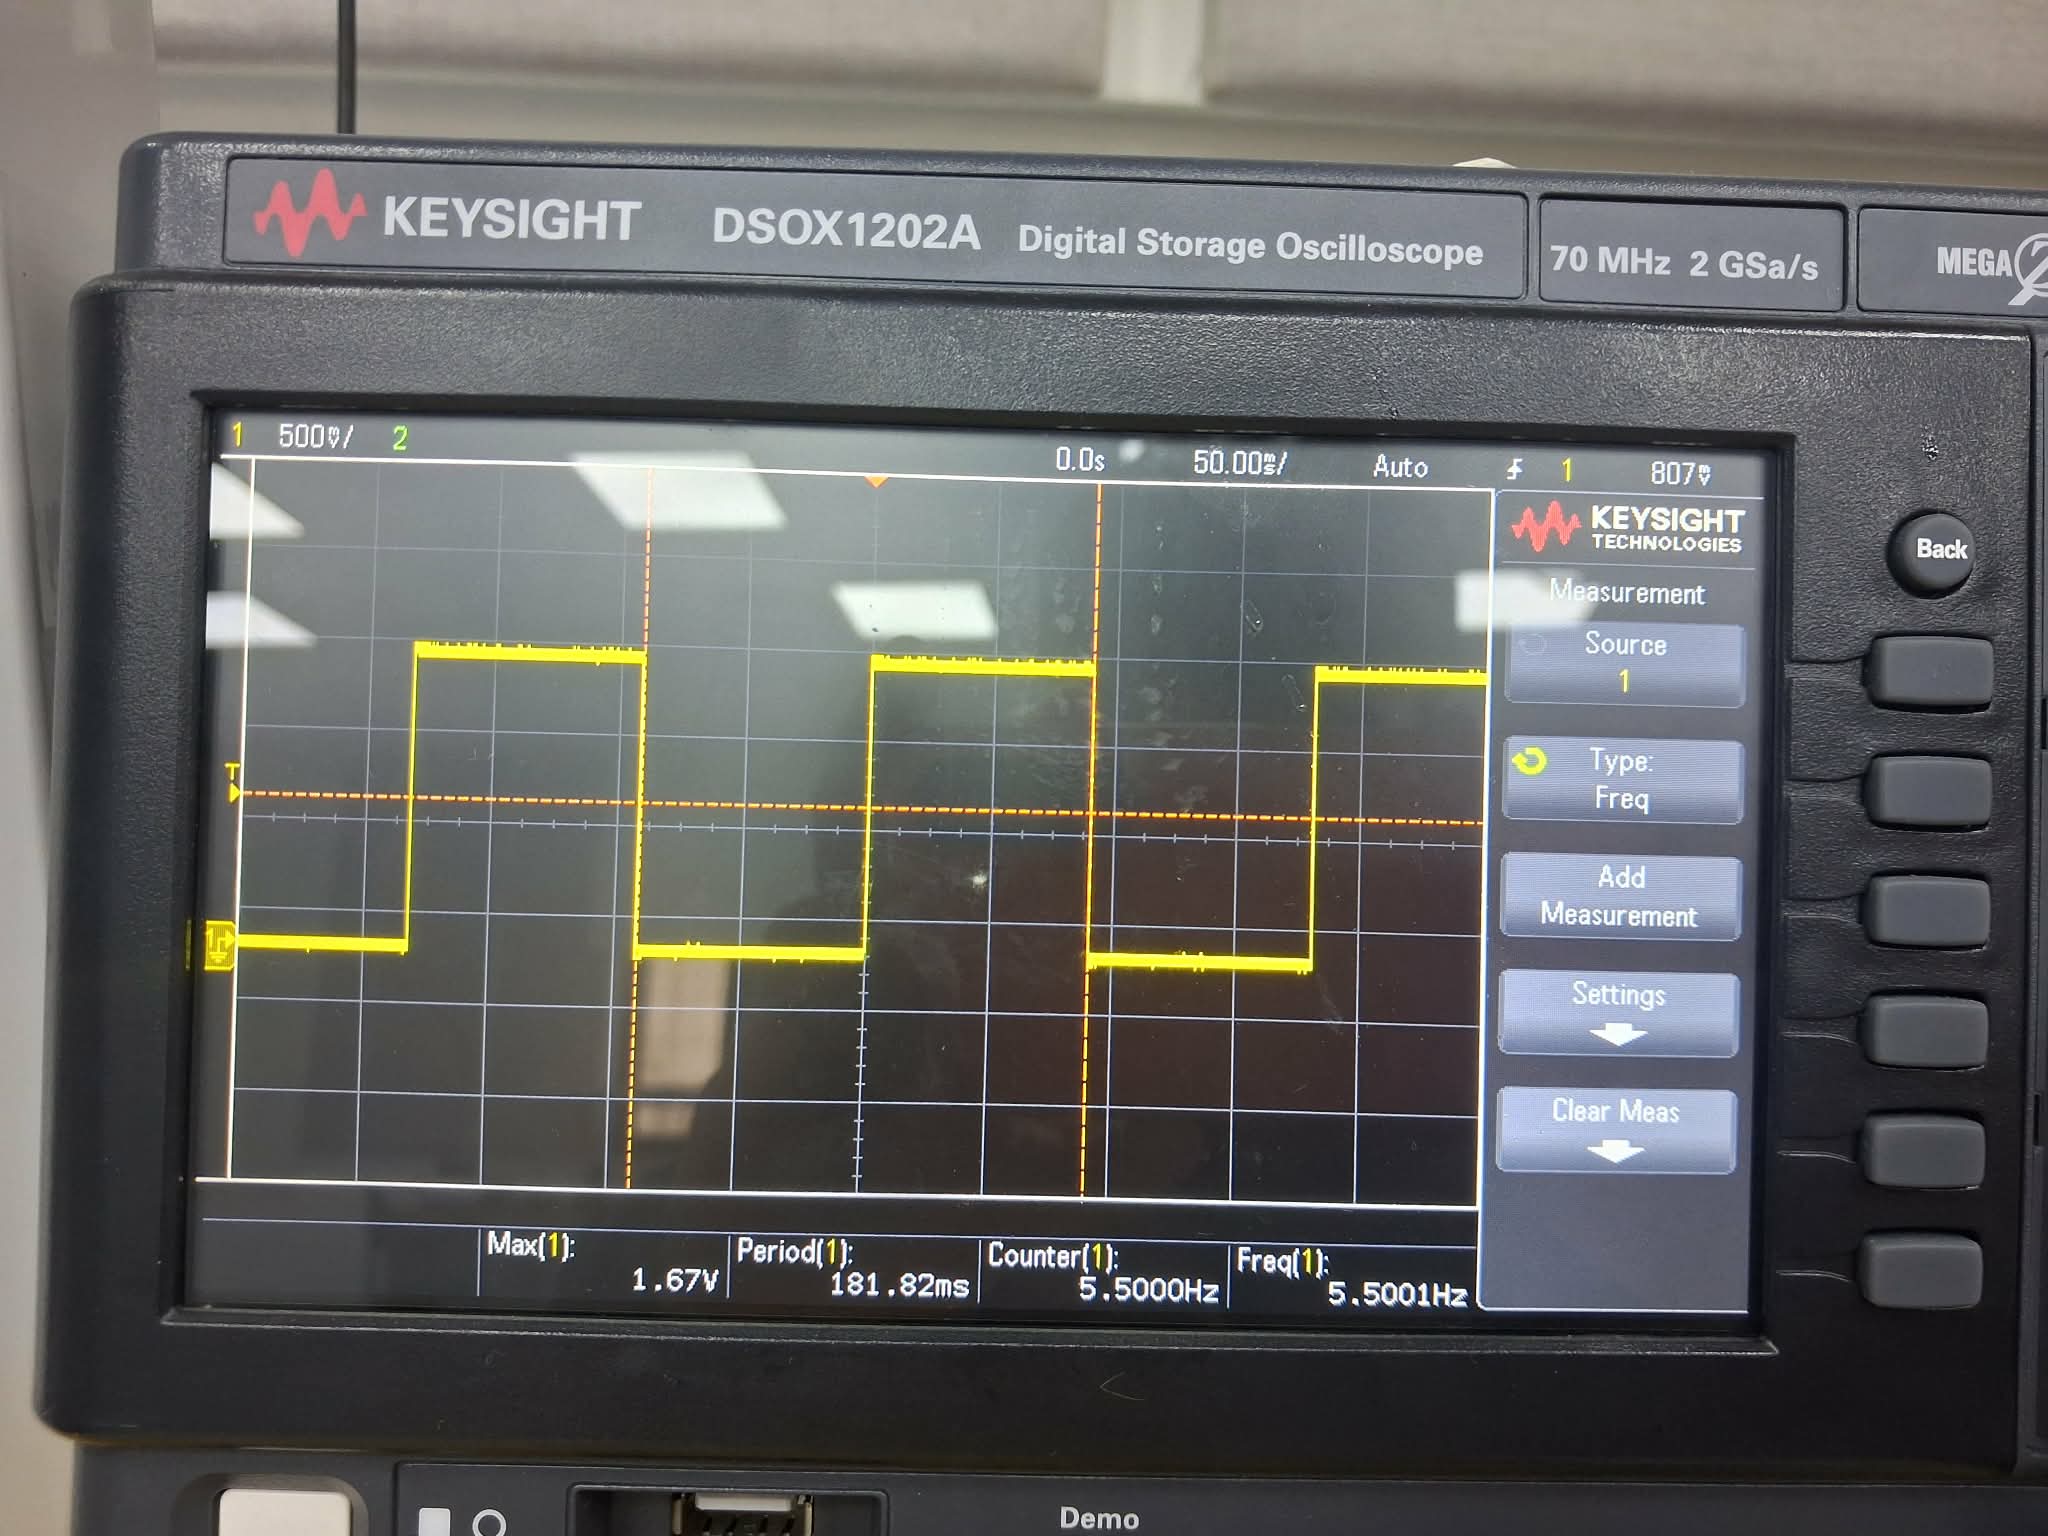 KEYSIGHT DSOX1202A Digital Storage Oscilloscope 70 MHz 2 GSa/s MEGA
1 500mV/ 2 0.0s 50.00ms/ Auto 1 807mV
KEYSIGHT
TECHNOLOGIES
Back
Measurement
Source
1
Type:
Freq
T
Add
Measurement
Settings
Clear Meas
Max(1):
1.67V
Period(1):
181.82ms
Counter(1):
5.5000Hz
Freq(1):
5.5001Hz
Demo